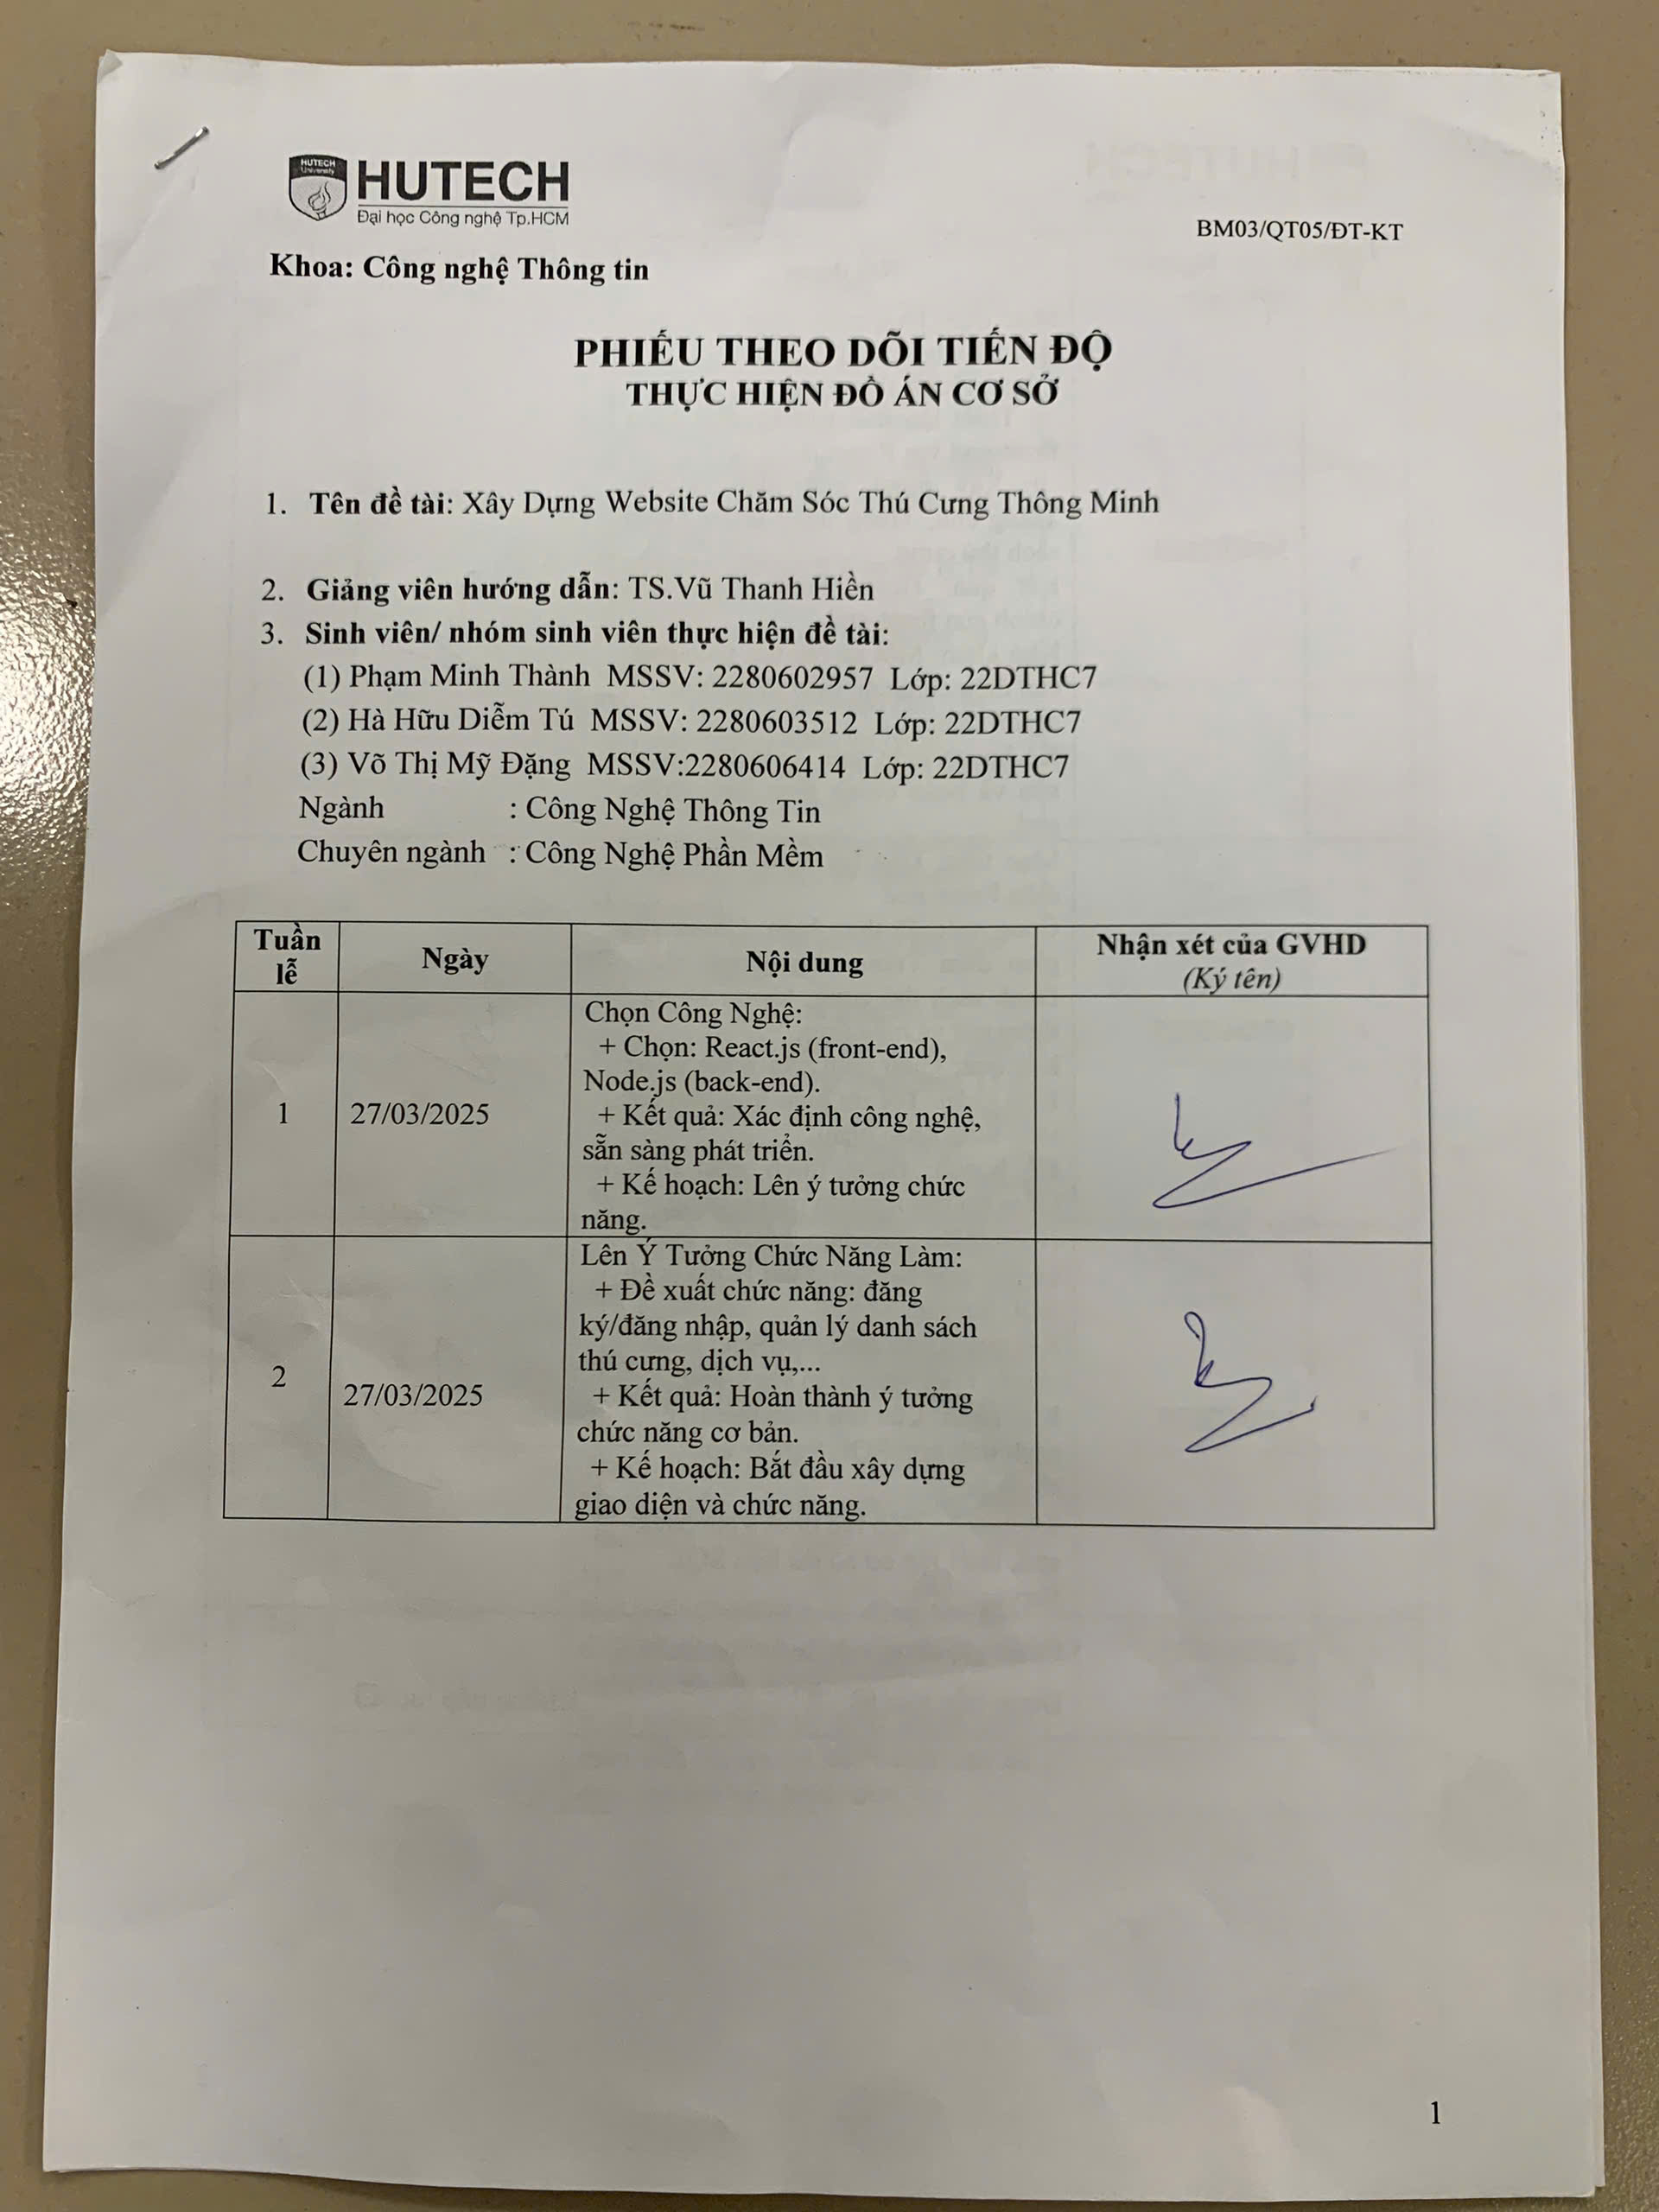 HUTECH
University
HUTECH
Đại học Công nghệ Tp.HCM
BM03/QT05/ĐT-KT
Khoa: Công nghệ Thông tin
PHIẾU THEO DÕI TIẾN ĐỘ
THỰC HIỆN ĐỒ ÁN CƠ SỞ
1. Tên đề tài: Xây Dựng Website Chăm Sóc Thú Cưng Thông Minh
2. Giảng viên hướng dẫn: TS.Vũ Thanh Hiền
3. Sinh viên/ nhóm sinh viên thực hiện đề tài:
(1) Phạm Minh Thành MSSV: 2280602957 Lớp: 22DTHC7
(2) Hà Hữu Diễm Tú MSSV: 2280603512 Lớp: 22DTHC7
(3) Võ Thị Mỹ Đặng MSSV:2280606414 Lớp: 22DTHC7
Ngành : Công Nghệ Thông Tin
Chuyên ngành : Công Nghệ Phần Mềm
Tuần
lễ
Ngày
Nội dung
Nhận xét của GVHD
(Ký tên)
1
27/03/2025
Chọn Công Nghệ:
+ Chọn: React.js (front-end),
Node.js (back-end).
+ Kết quả: Xác định công nghệ,
sẵn sàng phát triển.
+ Kế hoạch: Lên ý tưởng chức
năng.
2
27/03/2025
Lên Ý Tưởng Chức Năng Làm:
+ Đề xuất chức năng: đăng
ký/đăng nhập, quản lý danh sách
thú cưng, dịch vụ,...
+ Kết quả: Hoàn thành ý tưởng
chức năng cơ bản.
+ Kế hoạch: Bắt đầu xây dựng
giao diện và chức năng.
1